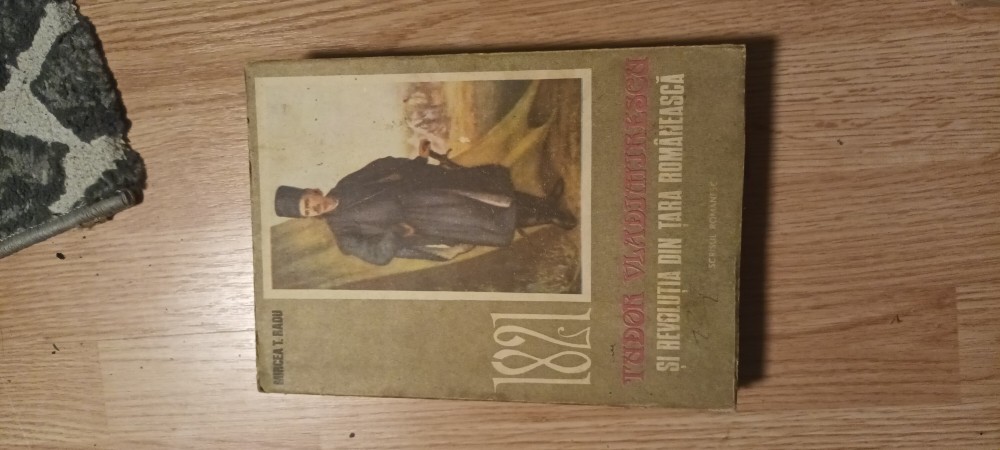 MIRCEA T. RADU
1821
TUDOR VLADIMIRESCU
ȘI REVOLUȚIA DIN ȚARA ROMÂNEASCĂ
SCRISUL ROMÂNESC